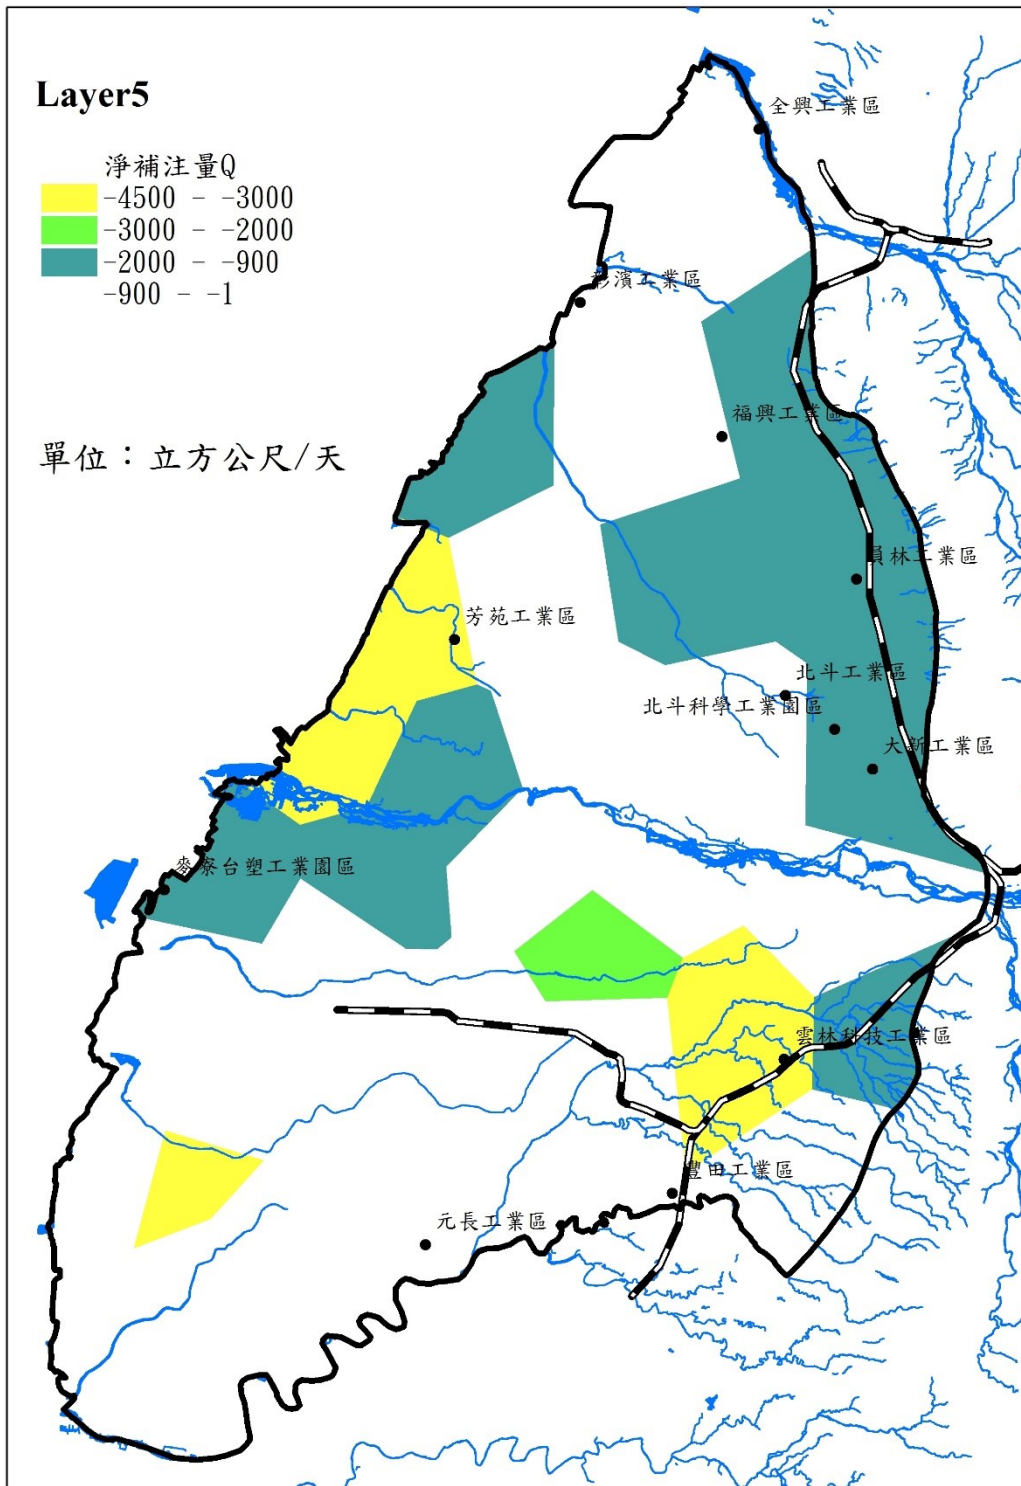 Layer5
淨補注量Q
-4500 - -3000
-3000 - -2000
-2000 - -900
-900 - -1
單位：立方公尺/天
全興工業區
彰濱工業區
福興工業區
員林工業區
芳苑工業區
北斗工業區
北斗科學工業園區
大新工業區
麥寮台塑工業園區
雲林科技工業區
豐田工業區
元長工業區